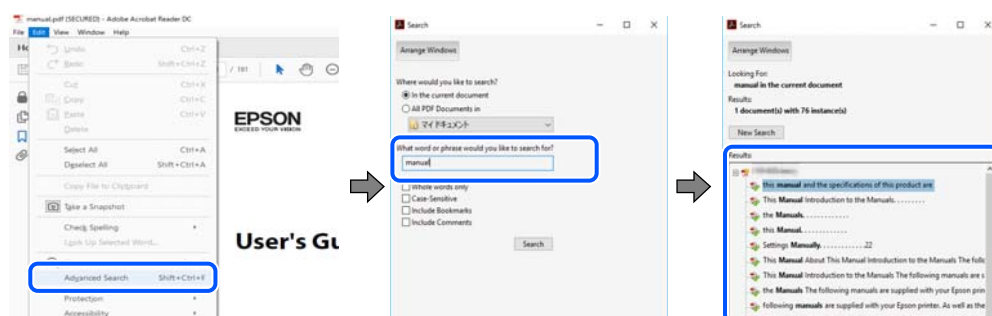 manual.pdf (SECURED) - Adobe Acrobat Reader DC
File Edit View Window Help
Undo Ctrl+Z
Redo Shift+Ctrl+Z
Cut Ctrl+X
Copy Ctrl+C
Paste Ctrl+V
Delete
Select All Ctrl+A
Deselect All Shift+Ctrl+A
Copy File to Clipboard
Take a Snapshot
Check Spelling
Look Up Selected Word...
Advanced Search Shift+Ctrl+F
Protection
Accessibility
/ 181
EPSON
EXCEED YOUR VISION
User's Gu
Search
Arrange Windows
Where would you like to search?
In the current document
All PDF Documents in
マイドキュメント
What word or phrase would you like to search for?
manual
Whole words only
Case-Sensitive
Include Bookmarks
Include Comments
Search
Search
Arrange Windows
Looking For:
manual in the current document
Results:
1 document(s) with 76 instance(s)
New Search
Results:
this manual and the specifications of this product are
This Manual Introduction to the Manuals. . . . . . . .
the Manuals. . . . . . . . . . . .
this Manual. . . . . . . . . . . .
Settings Manually. . . . . . . . . . . .22
This Manual About This Manual Introduction to the Manuals The follo
This Manual Introduction to the Manuals The following manuals are s
the Manuals The following manuals are supplied with your Epson prin
following manuals are supplied with your Epson printer. As well as the